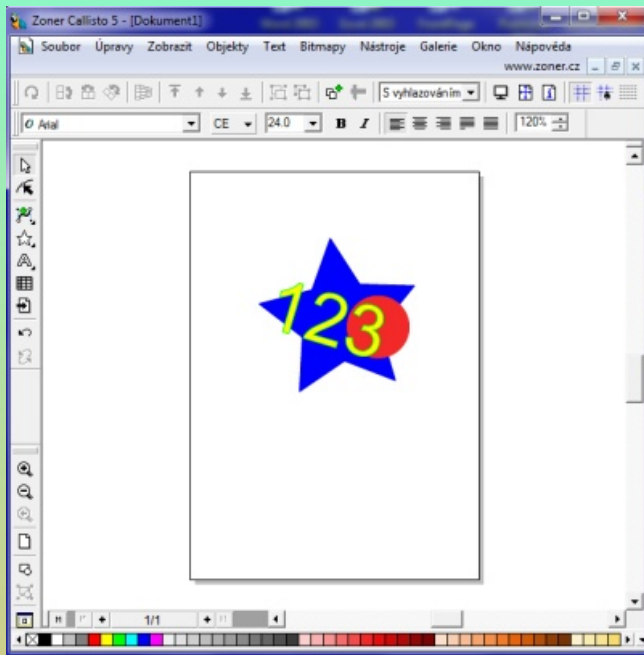 Zoner Callisto 5 - [Dokument1]
Soubor Úpravy Zobrazit Objekty Text Bitmapy Nástroje Galerie Okno Nápověda
www.zoner.cz
S vyhlazováním
Arial CE 24.0 B I 120%
123
1/1